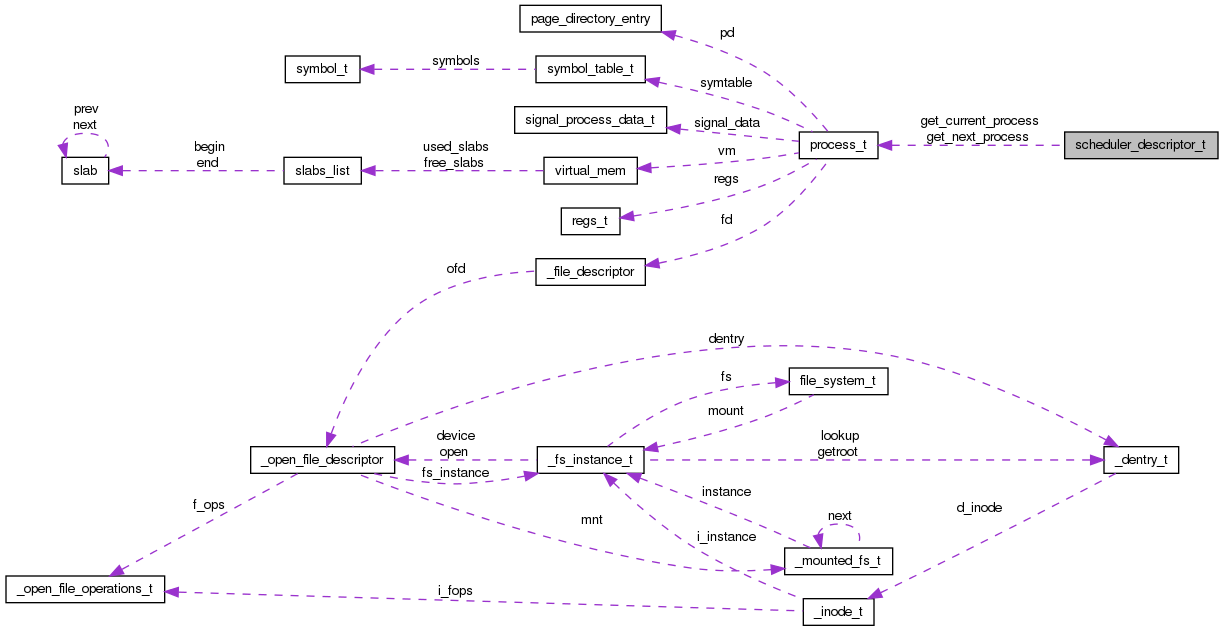 page_directory_entry
pd
symbol_t
symbols
symbol_table_t
symtable
prev
next
signal_process_data_t
signal_data
get_current_process
get_next_process
process_t
scheduler_descriptor_t
slab
begin
end
slabs_list
used_slabs
free_slabs
virtual_mem
vm
regs
regs_t
fd
ofd
_file_descriptor
dentry
fs
file_system_t
mount
_open_file_descriptor
device
open
fs_instance
_fs_instance_t
lookup
getroot
_dentry_t
instance
f_ops
mnt
i_instance
next
d_inode
_mounted_fs_t
_open_file_operations_t
i_fops
_inode_t